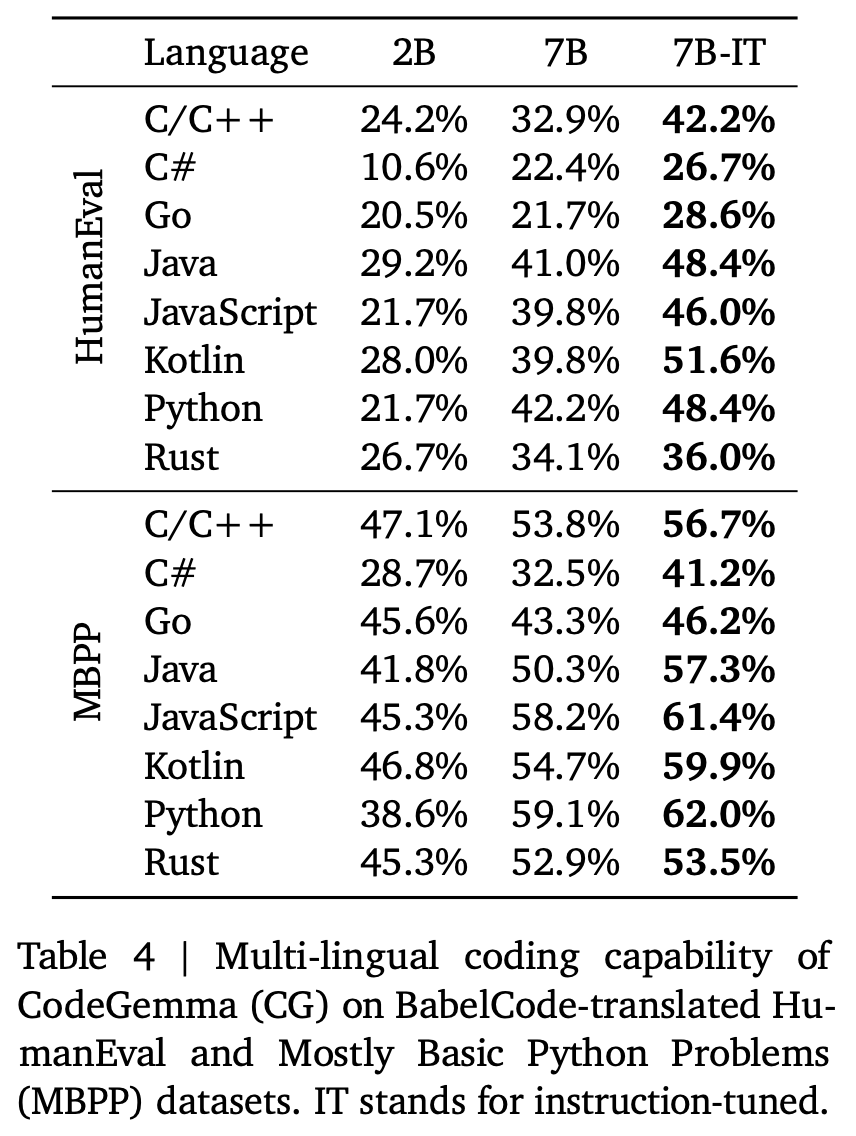 Language 2B 7B 7B-IT
HumanEval
C/C++ 24.2% 32.9% 42.2%
C# 10.6% 22.4% 26.7%
Go 20.5% 21.7% 28.6%
Java 29.2% 41.0% 48.4%
JavaScript 21.7% 39.8% 46.0%
Kotlin 28.0% 39.8% 51.6%
Python 21.7% 42.2% 48.4%
Rust 26.7% 34.1% 36.0%
MBPP
C/C++ 47.1% 53.8% 56.7%
C# 28.7% 32.5% 41.2%
Go 45.6% 43.3% 46.2%
Java 41.8% 50.3% 57.3%
JavaScript 45.3% 58.2% 61.4%
Kotlin 46.8% 54.7% 59.9%
Python 38.6% 59.1% 62.0%
Rust 45.3% 52.9% 53.5%
Table 4 | Multi-lingual coding capability of
CodeGemma (CG) on BabelCode-translated Hu-
manEval and Mostly Basic Python Problems
(MBPP) datasets. IT stands for instruction-tuned.